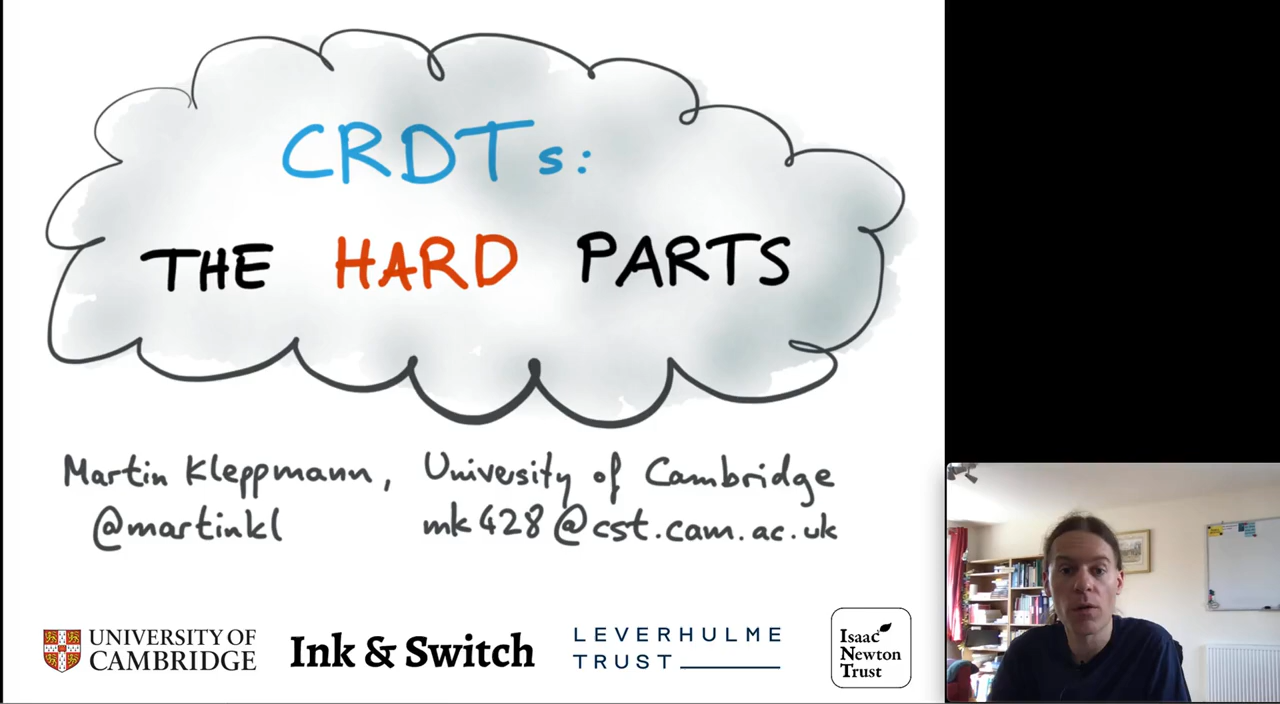 CRDTs:
THE HARD PARTS
Martin Kleppmann, University of Cambridge
@martinkl mk428@cst.cam.ac.uk
UNIVERSITY OF
CAMBRIDGE
Ink & Switch
LEVERHULME
TRUST
Isaac
Newton
Trust